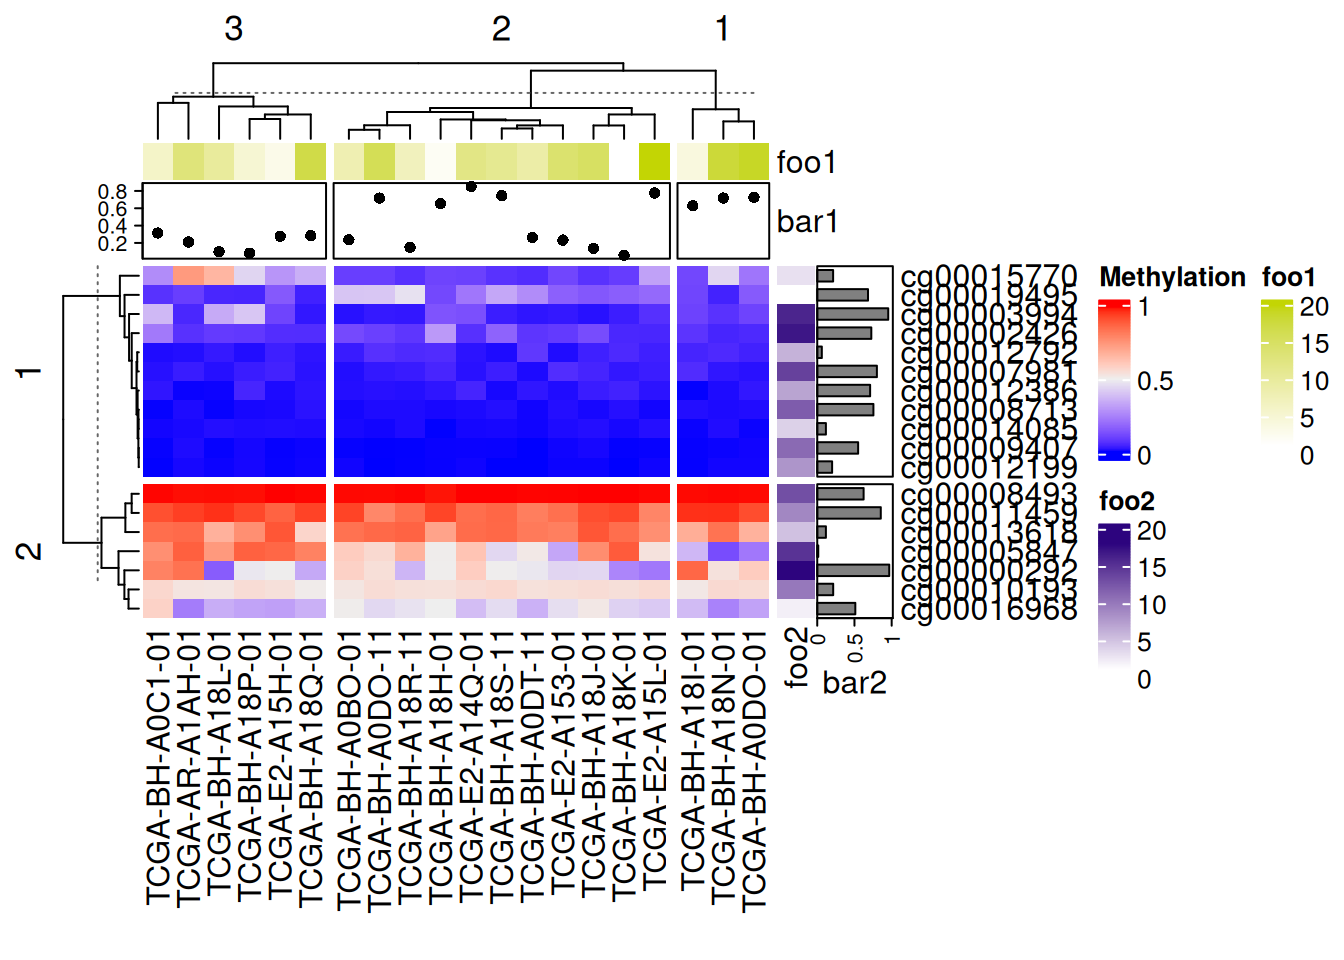 3 2 1
foo1
0.8
0.6
0.4
0.2
bar1
1
2
cg00015770
cg00019495
cg00003994
cg00002426
cg00012792
cg00007981
cg00012386
cg00008713
cg00014085
cg00009407
cg00012199
cg00008493
cg00011459
cg00013618
cg00005847
cg00000292
cg00010193
cg00016968
Methylation
1
0.5
0
foo1
20
15
10
5
0
foo2
20
15
10
5
0
foo2
0 0.5 1
bar2
TCGA-BH-A0C1-01
TCGA-AR-A1AH-01
TCGA-BH-A18L-01
TCGA-BH-A18P-01
TCGA-E2-A15H-01
TCGA-BH-A18Q-01
TCGA-BH-A0BO-01
TCGA-BH-A0DO-11
TCGA-BH-A18R-11
TCGA-BH-A18H-01
TCGA-E2-A14Q-01
TCGA-BH-A18S-11
TCGA-BH-A0DT-11
TCGA-E2-A153-01
TCGA-BH-A18J-01
TCGA-BH-A18K-01
TCGA-E2-A15L-01
TCGA-BH-A18I-01
TCGA-BH-A18N-01
TCGA-BH-A0DO-01